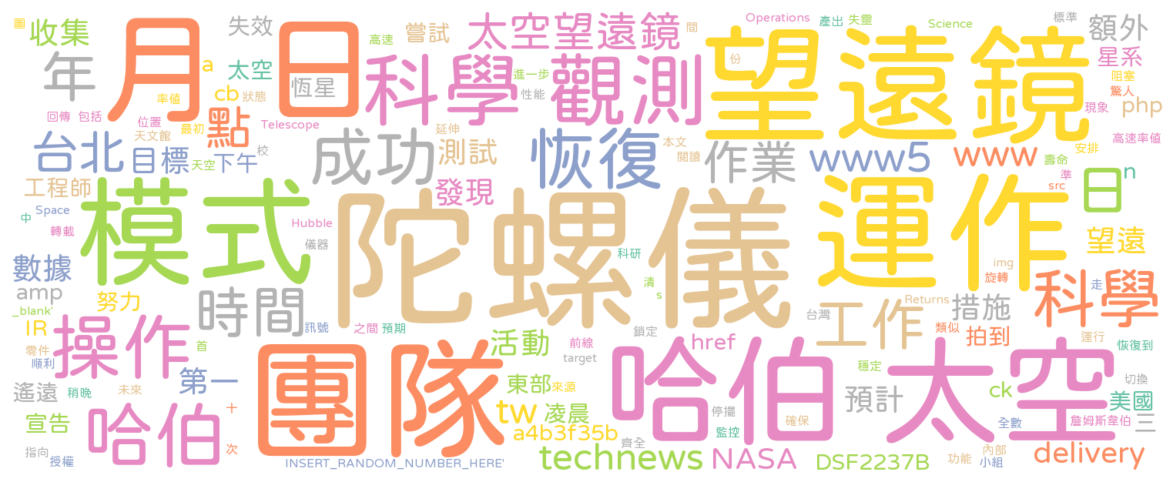 圖
收集
失效
高速
嘗試
太空望遠鏡
間
Operations
產出
失靈
Science
標準
額外
年
月
日
a
太空
恆星
科學
觀測
進一步
性能
望遠鏡
份
星系
阻塞
驚人
現象
php
回傳
包括
率値
cb
狀態
位置
天文館
最初
點
Telescope
延伸
校
高速率値
台北
目標
天空
下午
成功
測試
恢復
本文
閱讀
作業
www5
www
安排
壽命
準
src
n
工程師
模式
發現
陀螺儀
運作
日
中
Space
轉載
Hubble
儀器
科研
望遠
數據
amp
_blank'
努力
時間
清
s
img
旋轉
走
科學
IR
操作
訊號
之間
預期
鎖定
台灣
工作
Returns
措施
拍到
類似
運行
恢復到
零件
順利
首
團隊
活動
前線
target
href
哈伯
太空
穩定
切換
遙遠
稍晚
未來
第一
東部
來源
預計
ck
美國
宣告
哈伯
十
tw
凌晨
停擺
確保
全數
詹姆斯韋伯
三
指向
授權
次
a4b3f35b
監控
齊全
INSERT_RANDOM_NUMBER_HERE'
technews
NASA
DSF2237B
功能
內部
小組
delivery